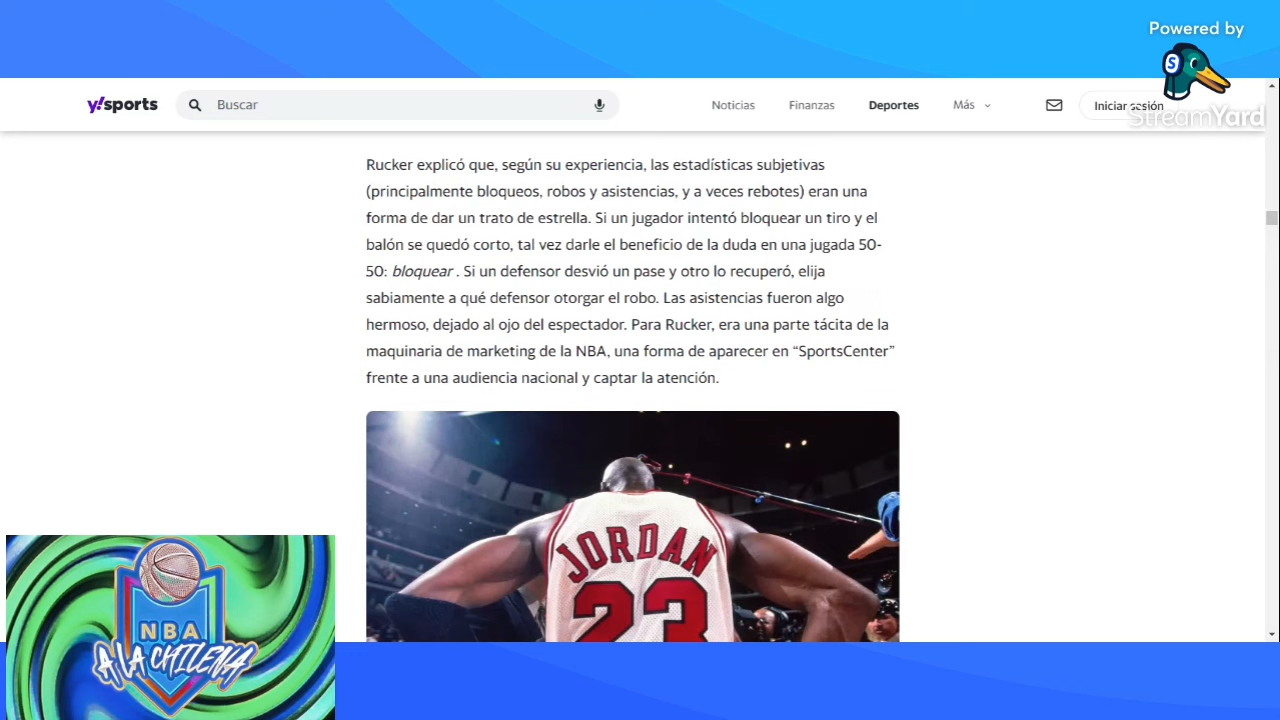 Powered by
StreamYard
y!sports
Buscar
Noticias
Finanzas
Deportes
Más
Iniciar sesión
Rucker explicó que, según su experiencia, las estadísticas subjetivas
(principalmente bloqueos, robos y asistencias, y a veces rebotes) eran una
forma de dar un trato de estrella. Si un jugador intentó bloquear un tiro y el
balón se quedó corto, tal vez darle el beneficio de la duda en una jugada 50-
50: bloquear . Si un defensor desvió un pase y otro lo recuperó, elija
sabiamente a qué defensor otorgar el robo. Las asistencias fueron algo
hermoso, dejado al ojo del espectador. Para Rucker, era una parte tácita de la
maquinaria de marketing de la NBA, una forma de aparecer en “SportsCenter”
frente a una audiencia nacional y captar la atención.
JORDAN
23
NBA
A LA CHILENA